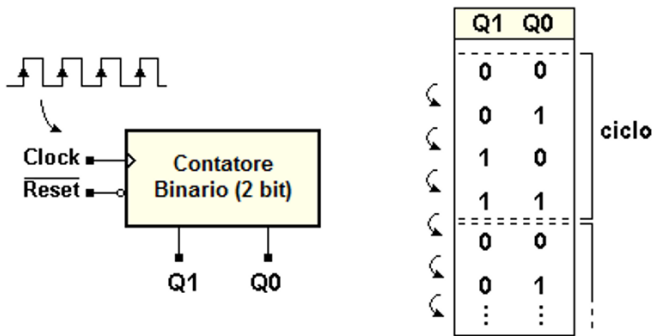 Clock
Reset
Contatore
Binario (2 bit)
Q1 Q0
Q1 Q0
0 0
0 1
1 0
1 1
0 0
0 1
⋮ ⋮
ciclo